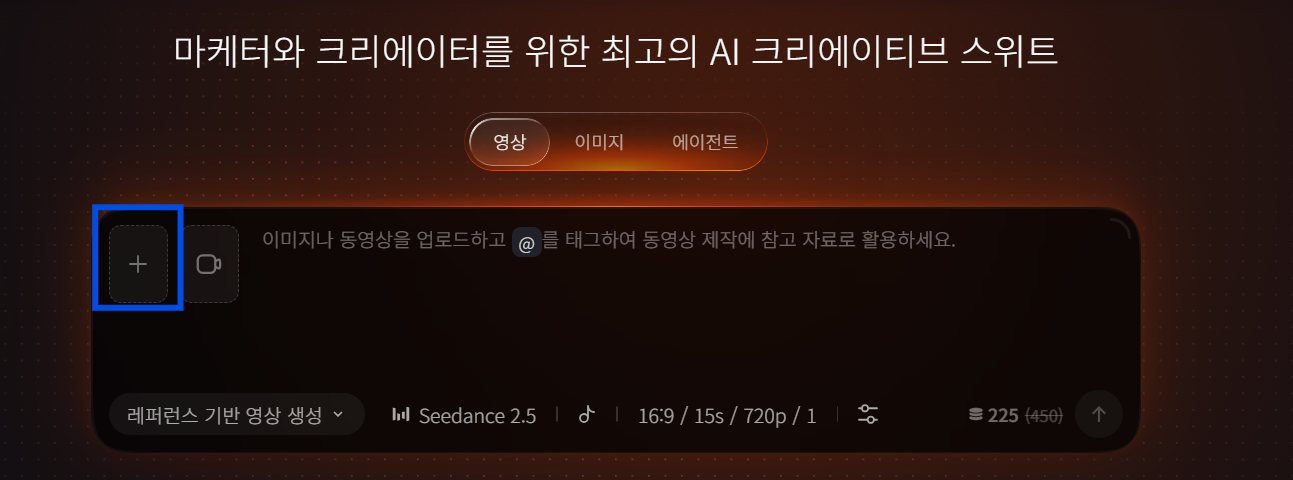 마케터와 크리에이터를 위한 최고의 AI 크리에이티브 스위트
영상 이미지 에이전트
이미지나 동영상을 업로드하고 @를 태그하여 동영상 제작에 참고 자료로 활용하세요.
레퍼런스 기반 영상 생성 Seedance 2.5 16:9 / 15s / 720p / 1 225 (450)